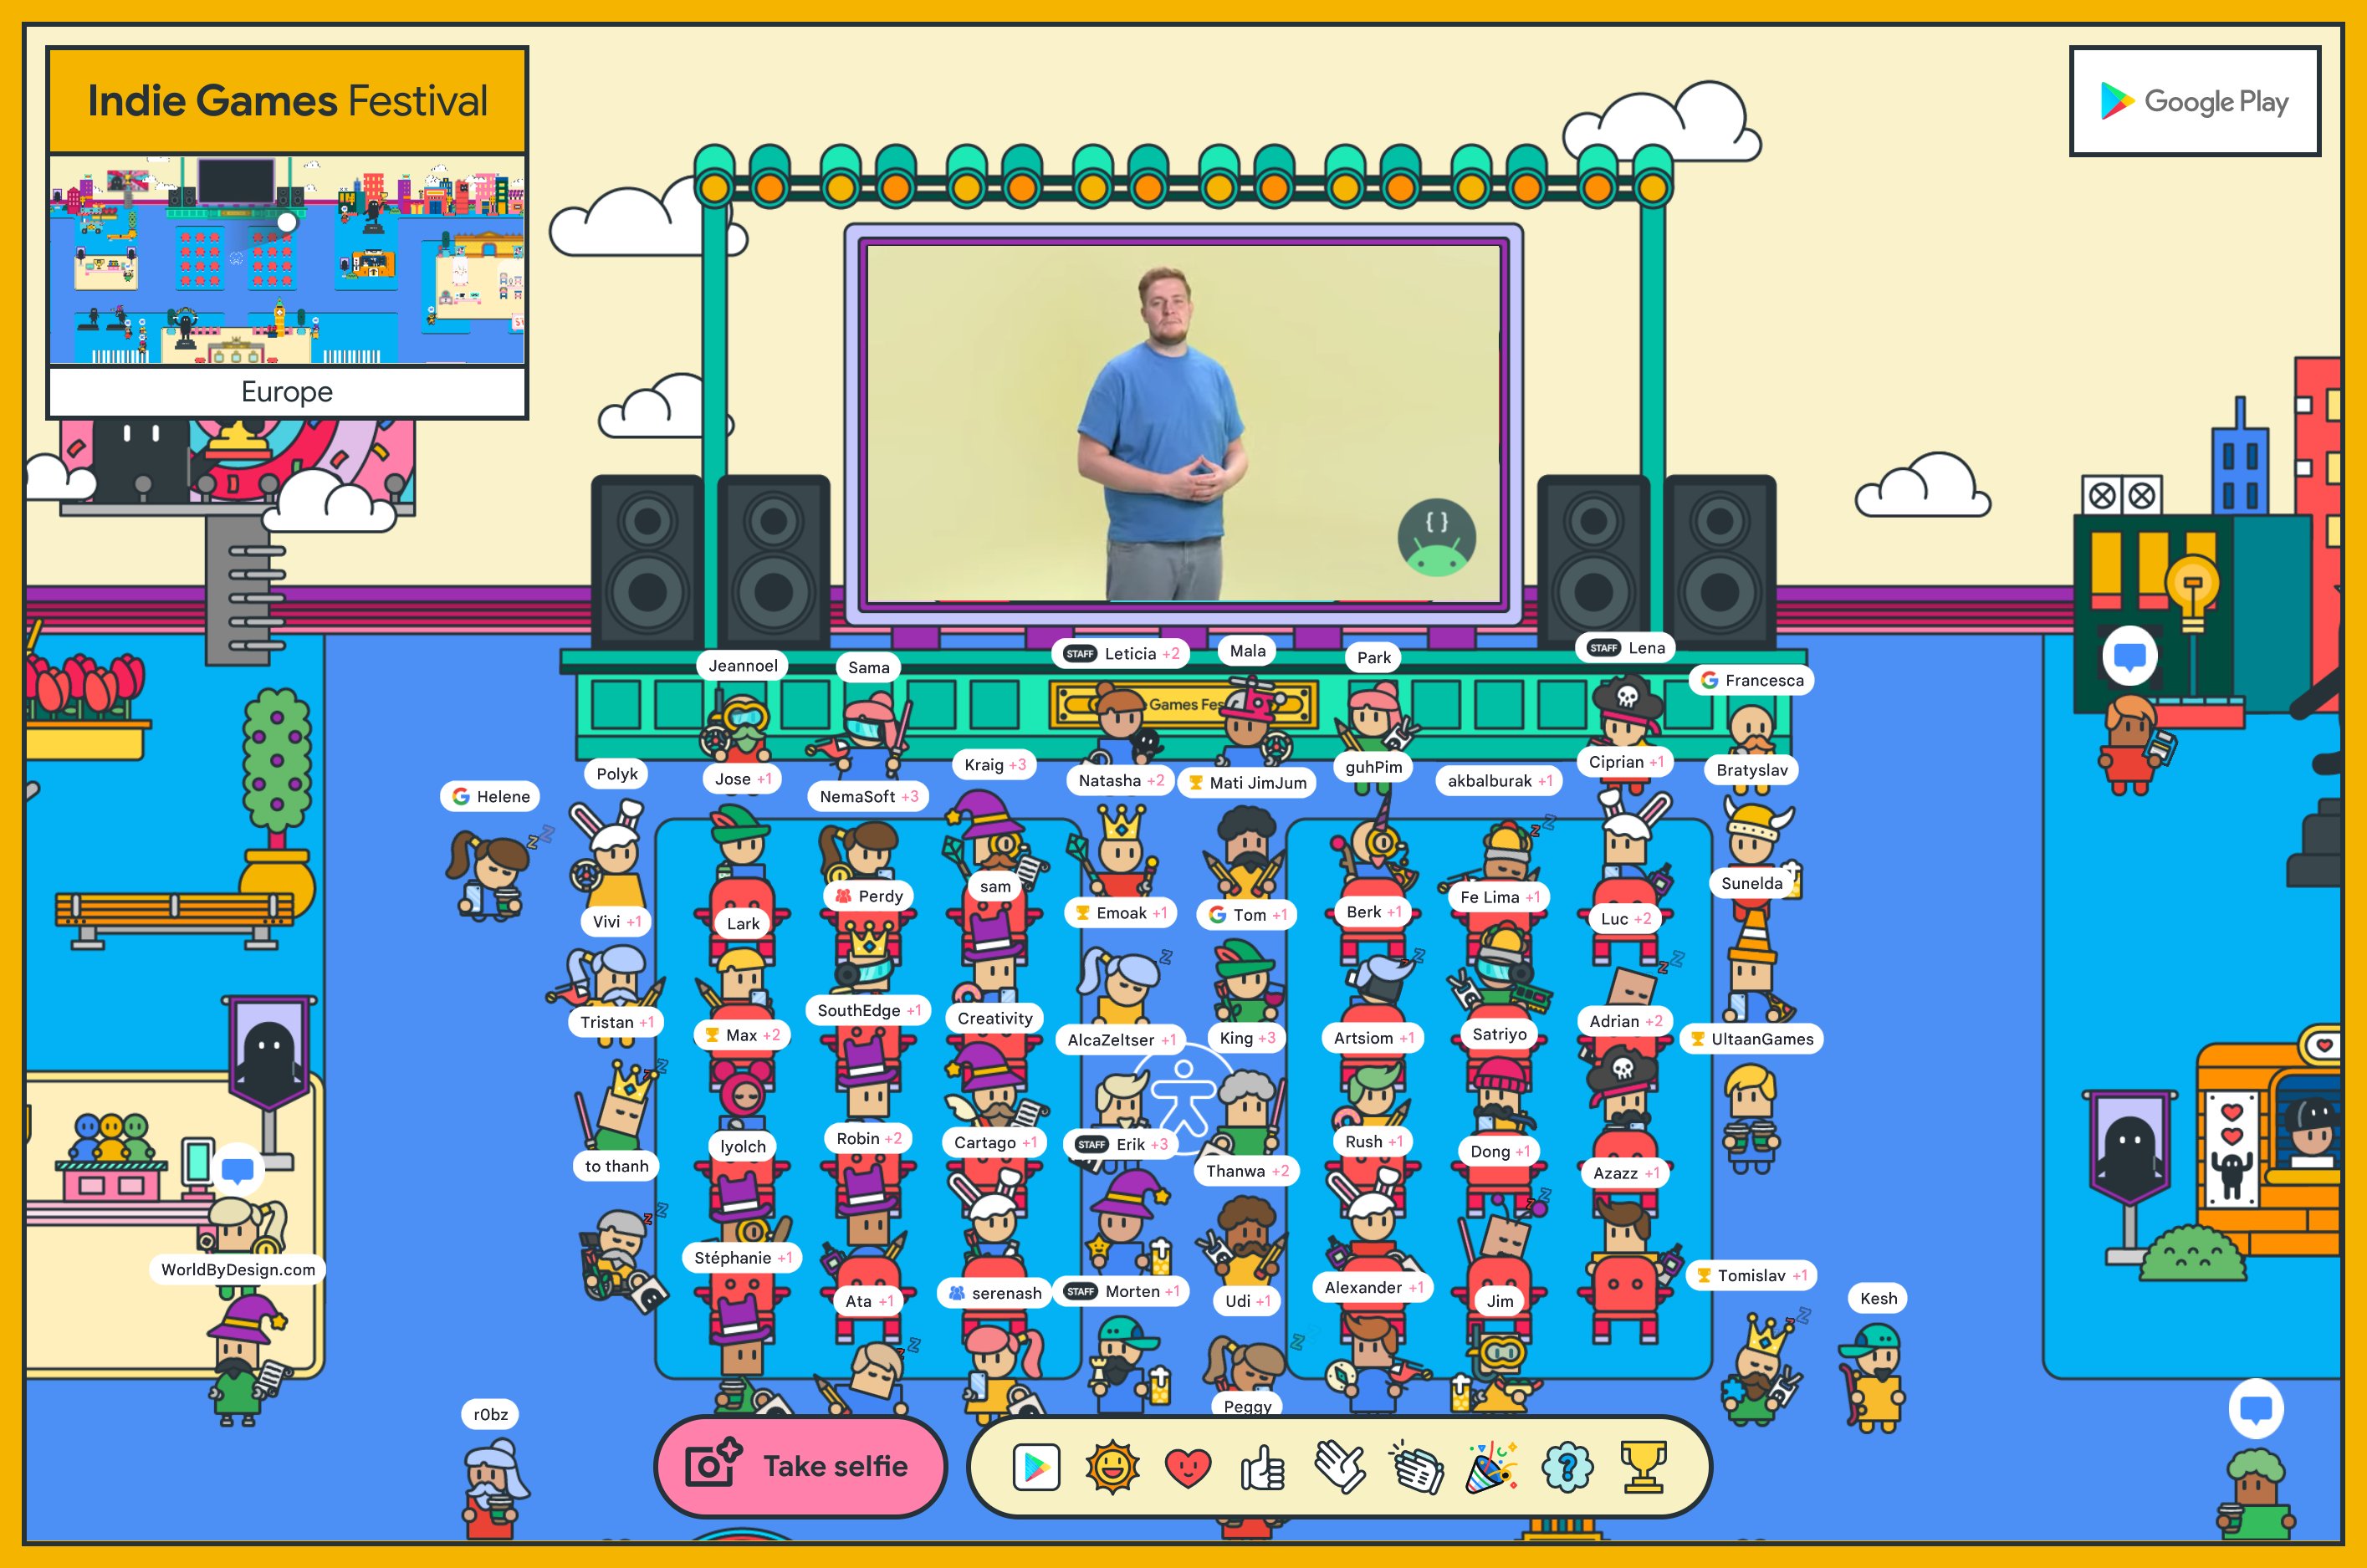 Indie Games Festival
Google Play
Europe
STAFF Leticia +2
Mala
Park
STAFF Lena
Jeannoel
Sama
Francesca
Games Fes
Kraig +3
Polyk
Jose +1
NemaSoft +3
Natasha +2
Mati JimJum
guhPim
akbalburak +1
Ciprian +1
Bratyslav
Helene
Perdy
sam
Sunelda
Vivi +1
Lark
Emoak +1
Tom +1
Berk +1
Fe Lima +1
Luc +2
Tristan +1
Max +2
SouthEdge +1
Creativity
AlcaZeltser +1
King +3
Artsiom +1
Satriyo
Adrian +2
UltaanGames
to thanh
Robin +2
Cartago +1
STAFF Erik +3
Thanwa +2
Rush +1
Dong +1
Azazz +1
Stéphanie +1
WorldByDesign.com
Ata +1
serenash
STAFF Morten +1
Udi +1
Alexander +1
Jim
Tomislav +1
Kesh
r0bz
Peggy
Take selfie